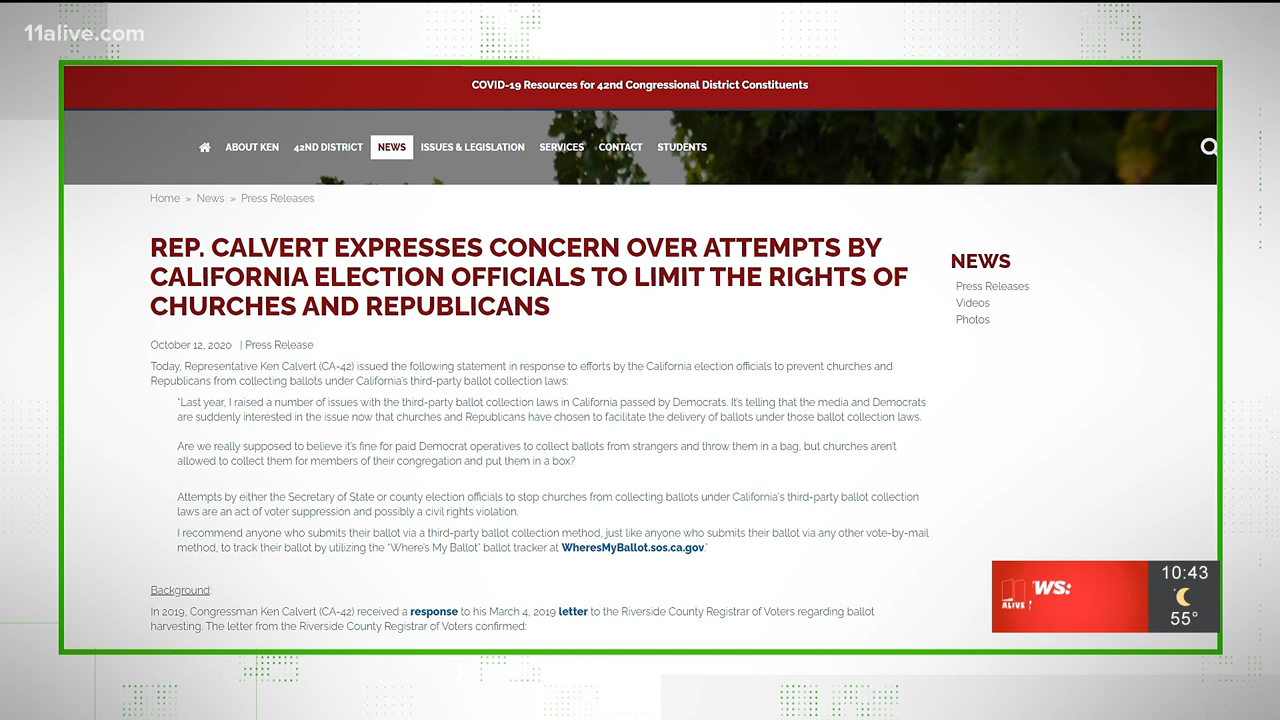 11alive.com
COVID-19 Resources for 42nd Congressional District Constituents
ABOUT KEN 42ND DISTRICT NEWS ISSUES & LEGISLATION SERVICES CONTACT STUDENTS
Home » News » Press Releases
REP. CALVERT EXPRESSES CONCERN OVER ATTEMPTS BY
CALIFORNIA ELECTION OFFICIALS TO LIMIT THE RIGHTS OF
CHURCHES AND REPUBLICANS
October 12, 2020 | Press Release
Today, Representative Ken Calvert (CA-42) issued the following statement in response to efforts by the California election officials to prevent churches and
Republicans from collecting ballots under California's third-party ballot collection laws:
"Last year, I raised a number of issues with the third-party ballot collection laws in California passed by Democrats. It's telling that the media and Democrats
are suddenly interested in the issue now that churches and Republicans have chosen to facilitate the delivery of ballots under those ballot collection laws.
Are we really supposed to believe it's fine for paid Democrat operatives to collect ballots from strangers and throw them in a bag, but churches aren't
allowed to collect them for members of their congregation and put them in a box?
Attempts by either the Secretary of State or county election officials to stop churches from collecting ballots under California's third-party ballot collection
laws are an act of voter suppression and possibly a civil rights violation.
I recommend anyone who submits their ballot via a third-party ballot collection method, just like anyone who submits their ballot via any other vote-by-mail
method, to track their ballot by utilizing the "Where's My Ballot" ballot tracker at WheresMyBallot.sos.ca.gov"
Background:
In 2019, Congressman Ken Calvert (CA-42) received a response to his March 4, 2019 letter to the Riverside County Registrar of Voters regarding ballot
harvesting. The letter from the Riverside County Registrar of Voters confirmed:
NEWS
Press Releases
Videos
Photos
11 ALIVE
WS:
10:43
55°